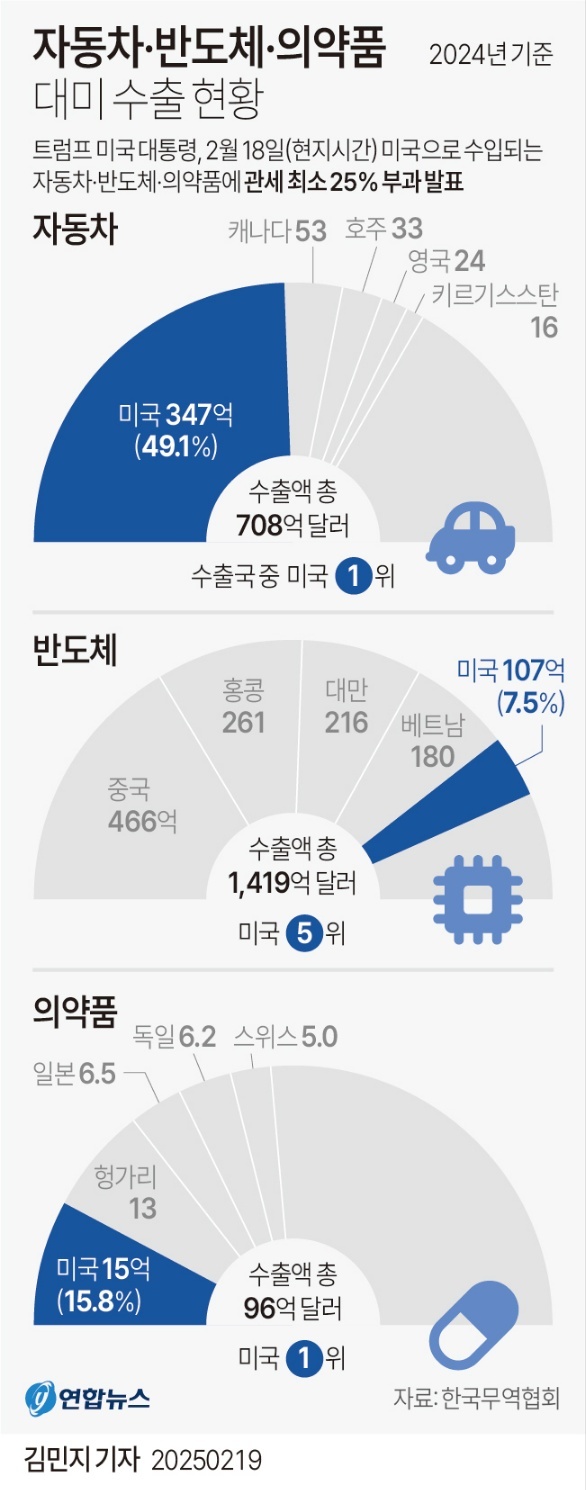 자동차·반도체·의약품
2024년 기준
대미 수출 현황
트럼프 미국 대통령, 2월 18일(현지시간) 미국으로 수입되는
자동차·반도체·의약품에 관세 최소 25% 부과 발표
자동차
캐나다 53
호주 33
영국 24
키르기스스탄
16
미국 347억
(49.1%)
수출액 총
708억 달러
수출국 중 미국 1위
반도체
미국 107억
(7.5%)
홍콩
261
대만
216
베트남
180
중국
466억
수출액 총
1,419억 달러
미국 5위
의약품
독일 6.2
스위스 5.0
일본 6.5
헝가리
13
미국 15억
(15.8%)
수출액 총
96억 달러
미국 1위
y 연합뉴스
자료: 한국무역협회
김민지 기자 20250219